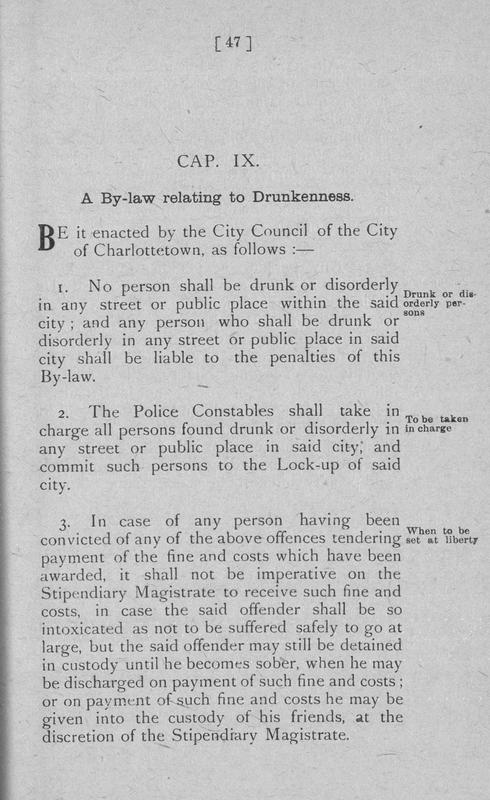 [ 47 ]
CAP. IX.
A By-law relating to Drunkenness.
BE it enacted by the City Council of the City
of Charlottetown, as follows :—
1. No person shall be drunk or disorderly
in any street or public place within the said
city ; and any person who shall be drunk or
disorderly in any street or public place in said
city shall be liable to the penalties of this
By-law.
Drunk or dis-
orderly per-
sons
2. The Police Constables shall take in
charge all persons found drunk or disorderly in
any street or public place in said city; and
commit such persons to the Lock-up of said
city.
To be taken
in charge
3. In case of any person having been
convicted of any of the above offences tendering
payment of the fine and costs which have been
awarded, it shall not be imperative on the
Stipendiary Magistrate to receive such fine and
costs, in case the said offender shall be so
intoxicated as not to be suffered safely to go at
large, but the said offender may still be detained
in custody until he becomes sober, when he may
be discharged on payment of such fine and costs ;
or on payment of such fine and costs he may be
given into the custody of his friends, at the
discretion of the Stipendiary Magistrate.
When to be
set at liberty